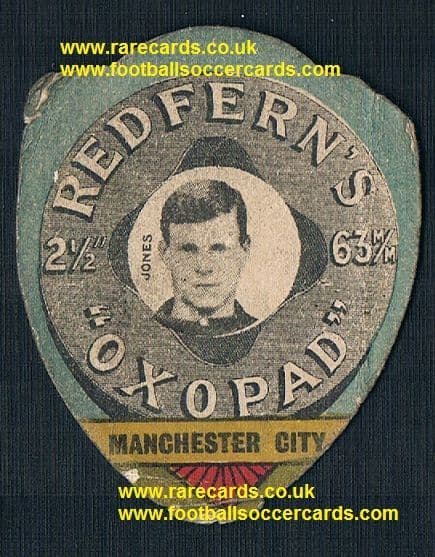 www.rarecards.co.uk
www.footballsoccercards.com
REDFERN'S
2½"
JONES
63 M/M
"OXOPAD"
MANCHESTER CITY
www.rarecards.co.uk
www.footballsoccercards.com